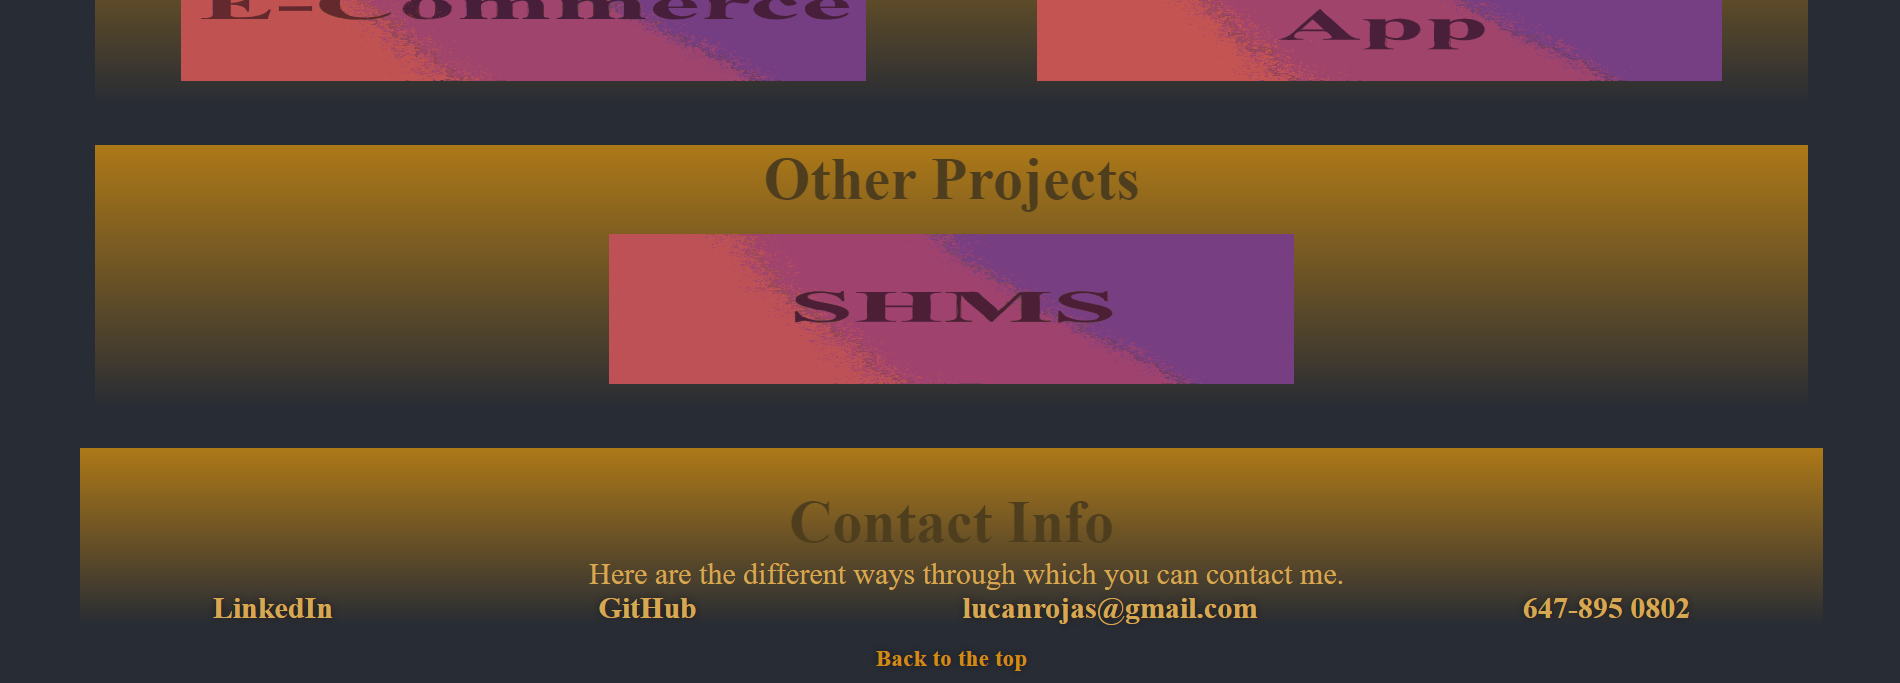 E-Commerce
App
Other Projects
SHMS
Contact Info
Here are the different ways through which you can contact me.
LinkedIn GitHub lucanrojas@gmail.com 647-895 0802
Back to the top